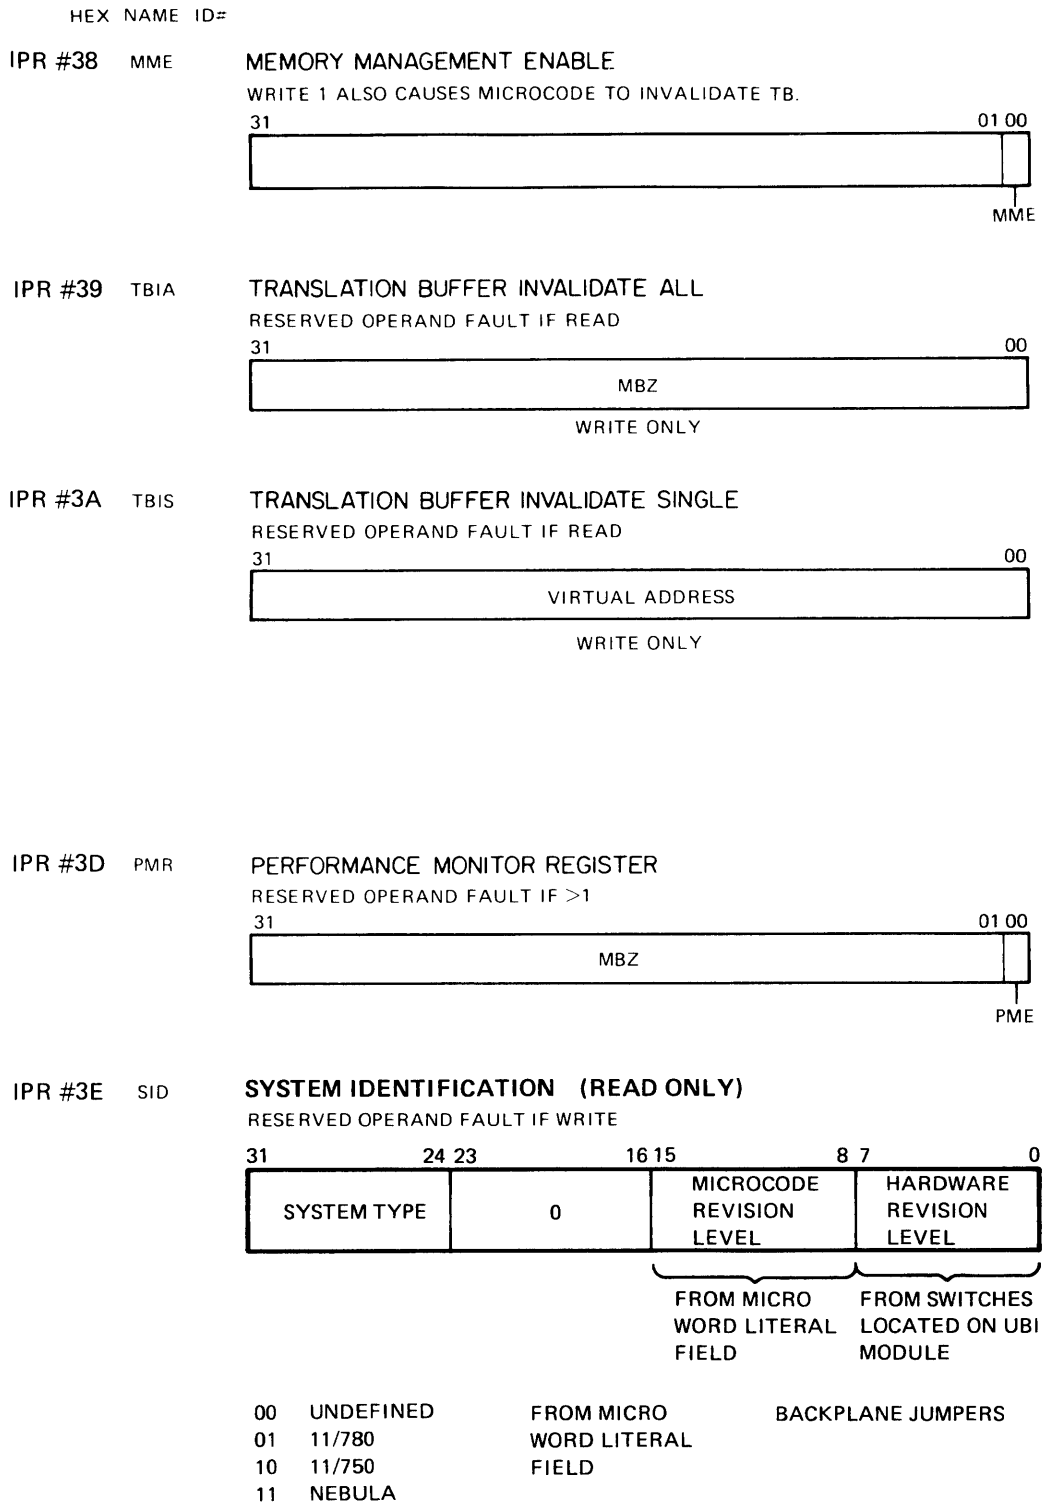 HEX NAME ID#
IPR #38 MME MEMORY MANAGEMENT ENABLE
WRITE 1 ALSO CAUSES MICROCODE TO INVALIDATE TB.
31 01 00
MME
IPR #39 TBIA TRANSLATION BUFFER INVALIDATE ALL
RESERVED OPERAND FAULT IF READ
31 00
MBZ
WRITE ONLY
IPR #3A TBIS TRANSLATION BUFFER INVALIDATE SINGLE
RESERVED OPERAND FAULT IF READ
31 00
VIRTUAL ADDRESS
WRITE ONLY
IPR #3D PMR PERFORMANCE MONITOR REGISTER
RESERVED OPERAND FAULT IF >1
31 01 00
MBZ
PME
IPR #3E SID SYSTEM IDENTIFICATION (READ ONLY)
RESERVED OPERAND FAULT IF WRITE
31 24 23 16 15 8 7 0
SYSTEM TYPE
0
MICROCODE
REVISION
LEVEL
HARDWARE
REVISION
LEVEL
FROM MICRO
WORD LITERAL
FIELD
FROM SWITCHES
LOCATED ON UBI
MODULE
00 UNDEFINED
01 11/780
10 11/750
11 NEBULA
FROM MICRO
WORD LITERAL
FIELD
BACKPLANE JUMPERS